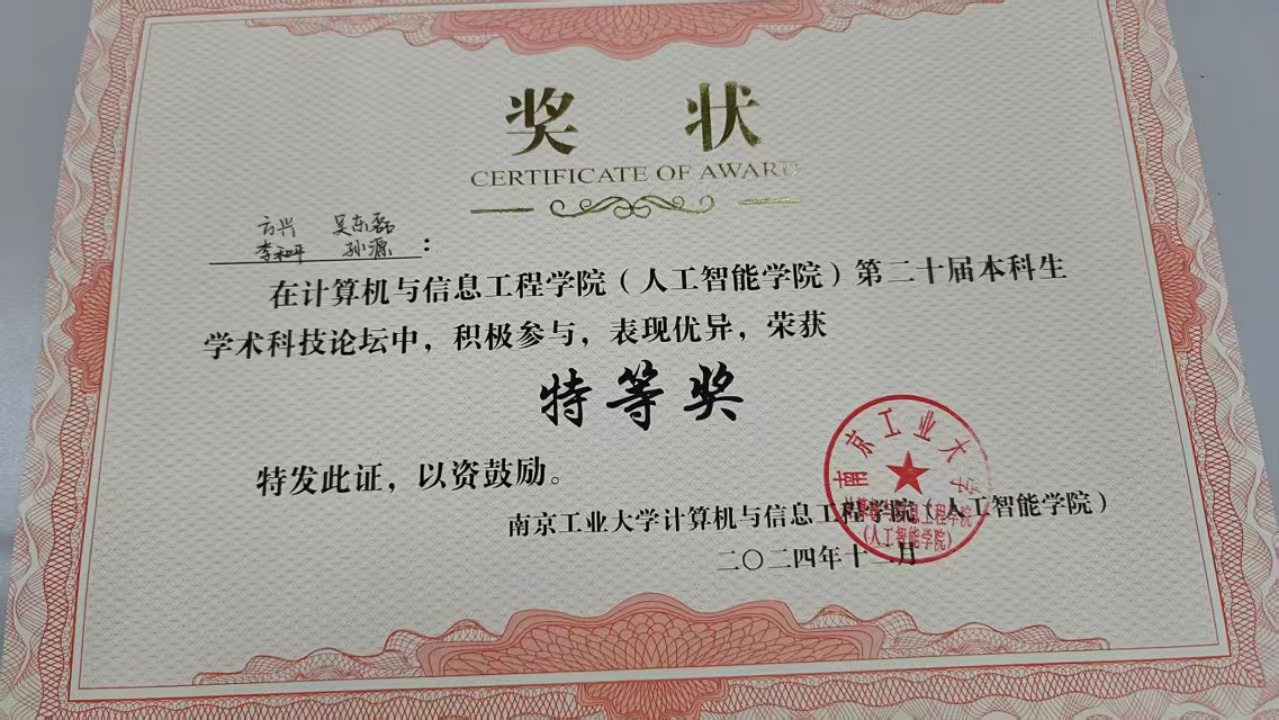 奖 状
CERTIFICATE OF AWARD
方兴 吴东磊
李和平 孙源：
在计算机与信息工程学院（人工智能学院）第二十届本科生
学术科技论坛中，积极参与，表现优异，荣获
特等奖
特发此证，以资鼓励。
南京工业大学
南京工业大学计算机与信息工程学院（人工智能学院）
计算机与信息工程学院
（人工智能学院）
二〇二四年十二月